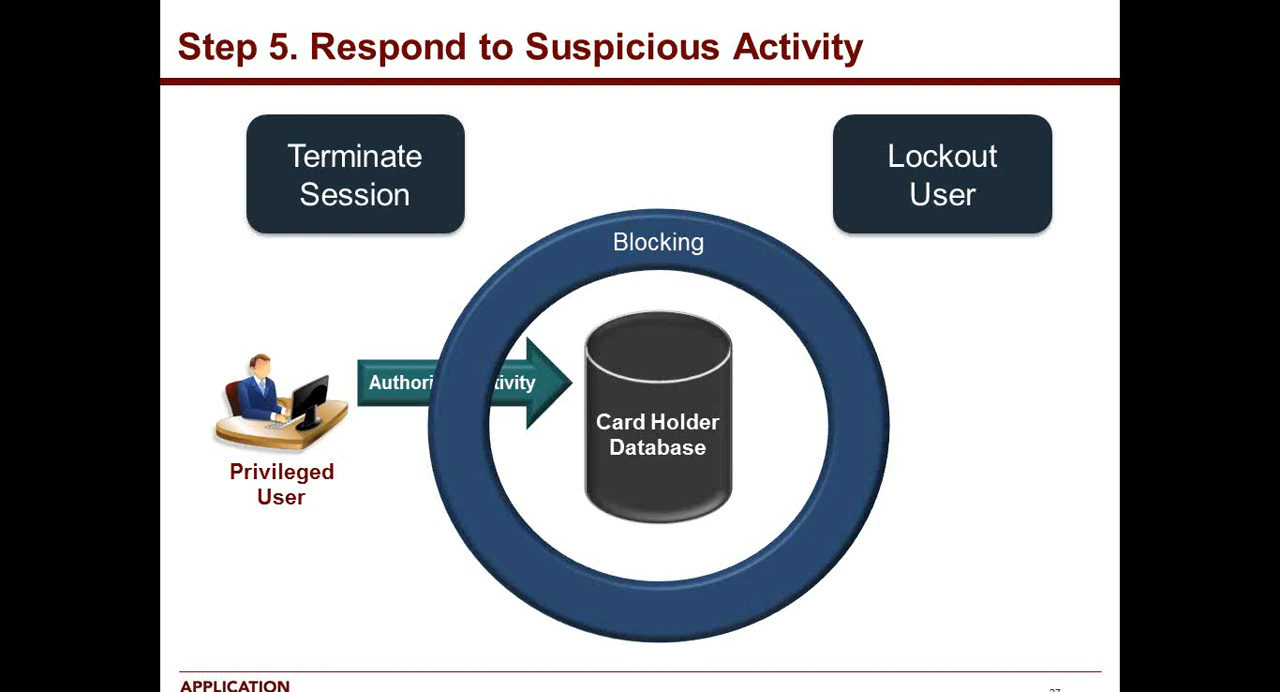 Step 5. Respond to Suspicious Activity
Terminate
Session
Lockout
User
Blocking
Card Holder
Database
Privileged
User
APPLICATION